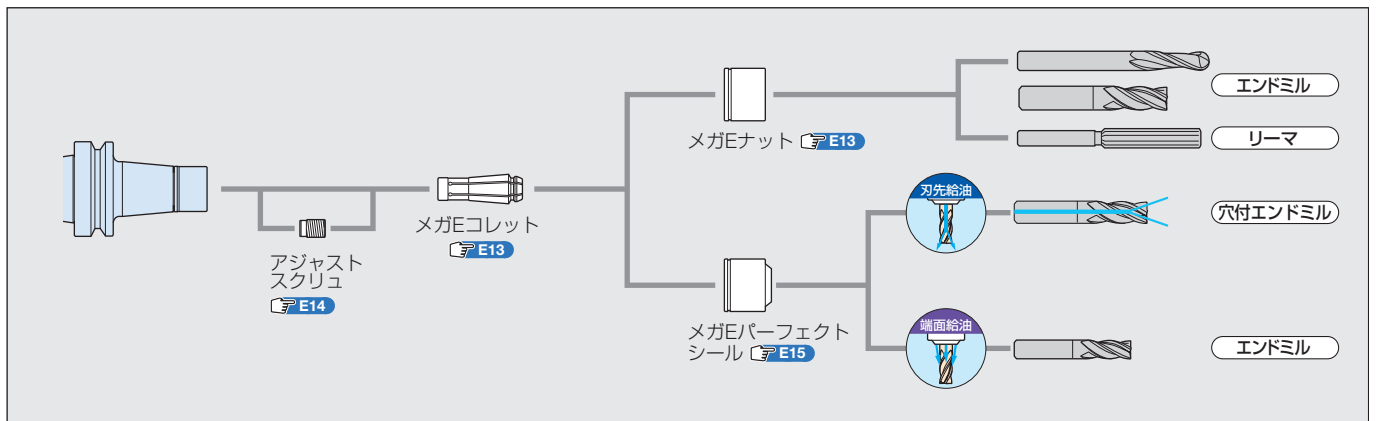 アジャスト
スクリュ
E14
メガEコレット
E13
メガEナット E13
エンドミル
リーマ
メガEパーフェクト
シール E15
刃先給油
穴付エンドミル
端面給油
エンドミル